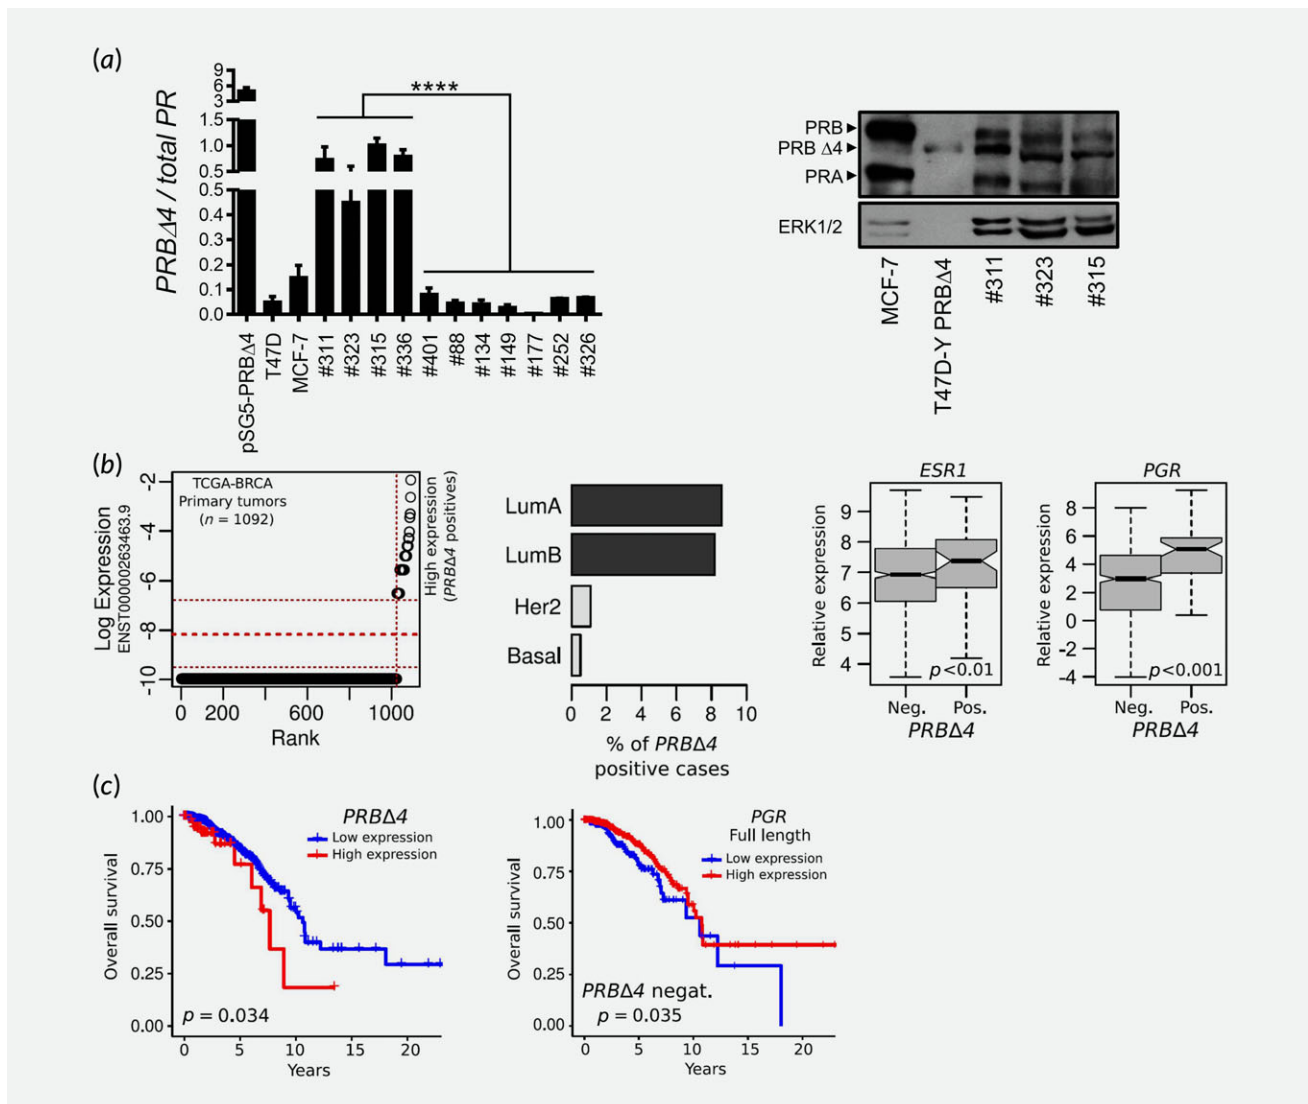 (a)
PRBΔ4 / total PR
9
6
3
1.5
1.0
0.5
0.5
0.4
0.3
0.2
0.1
0.0
****
pSG5-PRBΔ4
T47D
MCF-7
#311
#323
#315
#336
#401
#88
#134
#149
#177
#252
#326
PRB
PRB Δ4
PRA
ERK1/2
MCF-7
T47D-Y PRBΔ4
#311
#323
#315
(b)
Log Expression
ENST00000263463.9
-2
-4
-6
-8
-10
TCGA-BRCA
Primary tumors
(n = 1092)
High expression
(PRBΔ4 positives)
0 200 600 1000
Rank
LumA
LumB
Her2
Basal
0 2 4 6 8 10
% of PRBΔ4
positive cases
ESR1
Relative expression
9
8
7
6
5
4
p<0.01
Neg. Pos.
PRBΔ4
PGR
Relative expression
8
6
4
2
0
-2
-4
p<0.001
Neg. Pos.
PRBΔ4
(c)
Overall survival
1.00
0.75
0.50
0.25
0.00
PRBΔ4
Low expression
High expression
p = 0.034
0 5 10 15 20
Years
Overall survival
1.00
0.75
0.50
0.25
0.00
PGR
Full length
Low expression
High expression
PRBΔ4 negat.
p = 0.035
0 5 10 20
Years